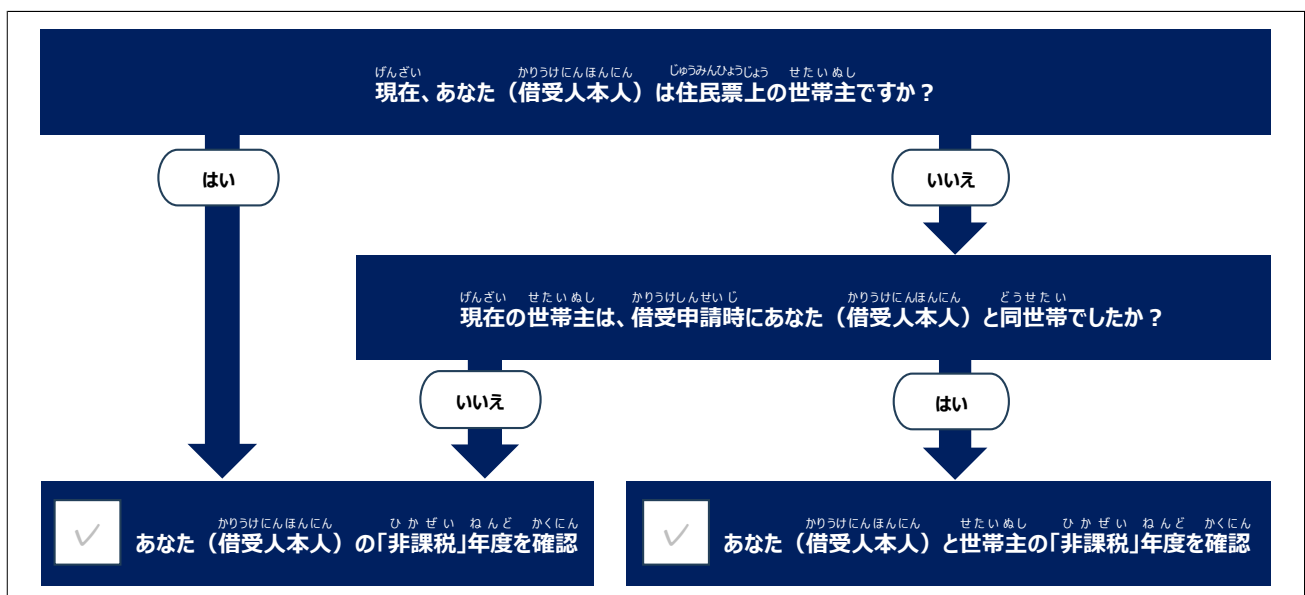 げんざい かりうけにんほんにん じゅうみんひょうじょう せたいぬし
現在、あなた（借受人本人）は住民票上の世帯主ですか？
はい いいえ
げんざい せたいぬし かりうけしんせいじ かりうけにんほんにん どうせたい
現在の世帯主は、借受申請時にあなた（借受人本人）と同世帯でしたか？
いいえ はい
かりうけにんほんにん ひかぜい ねんど かくにん
あなた（借受人本人）の「非課税」年度を確認
かりうけにんほんにん せたいぬし ひかぜい ねんど かくにん
あなた（借受人本人）と世帯主の「非課税」年度を確認